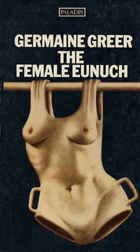 PALADIN
GERMAINE GREER
THE
FEMALE EUNUCH